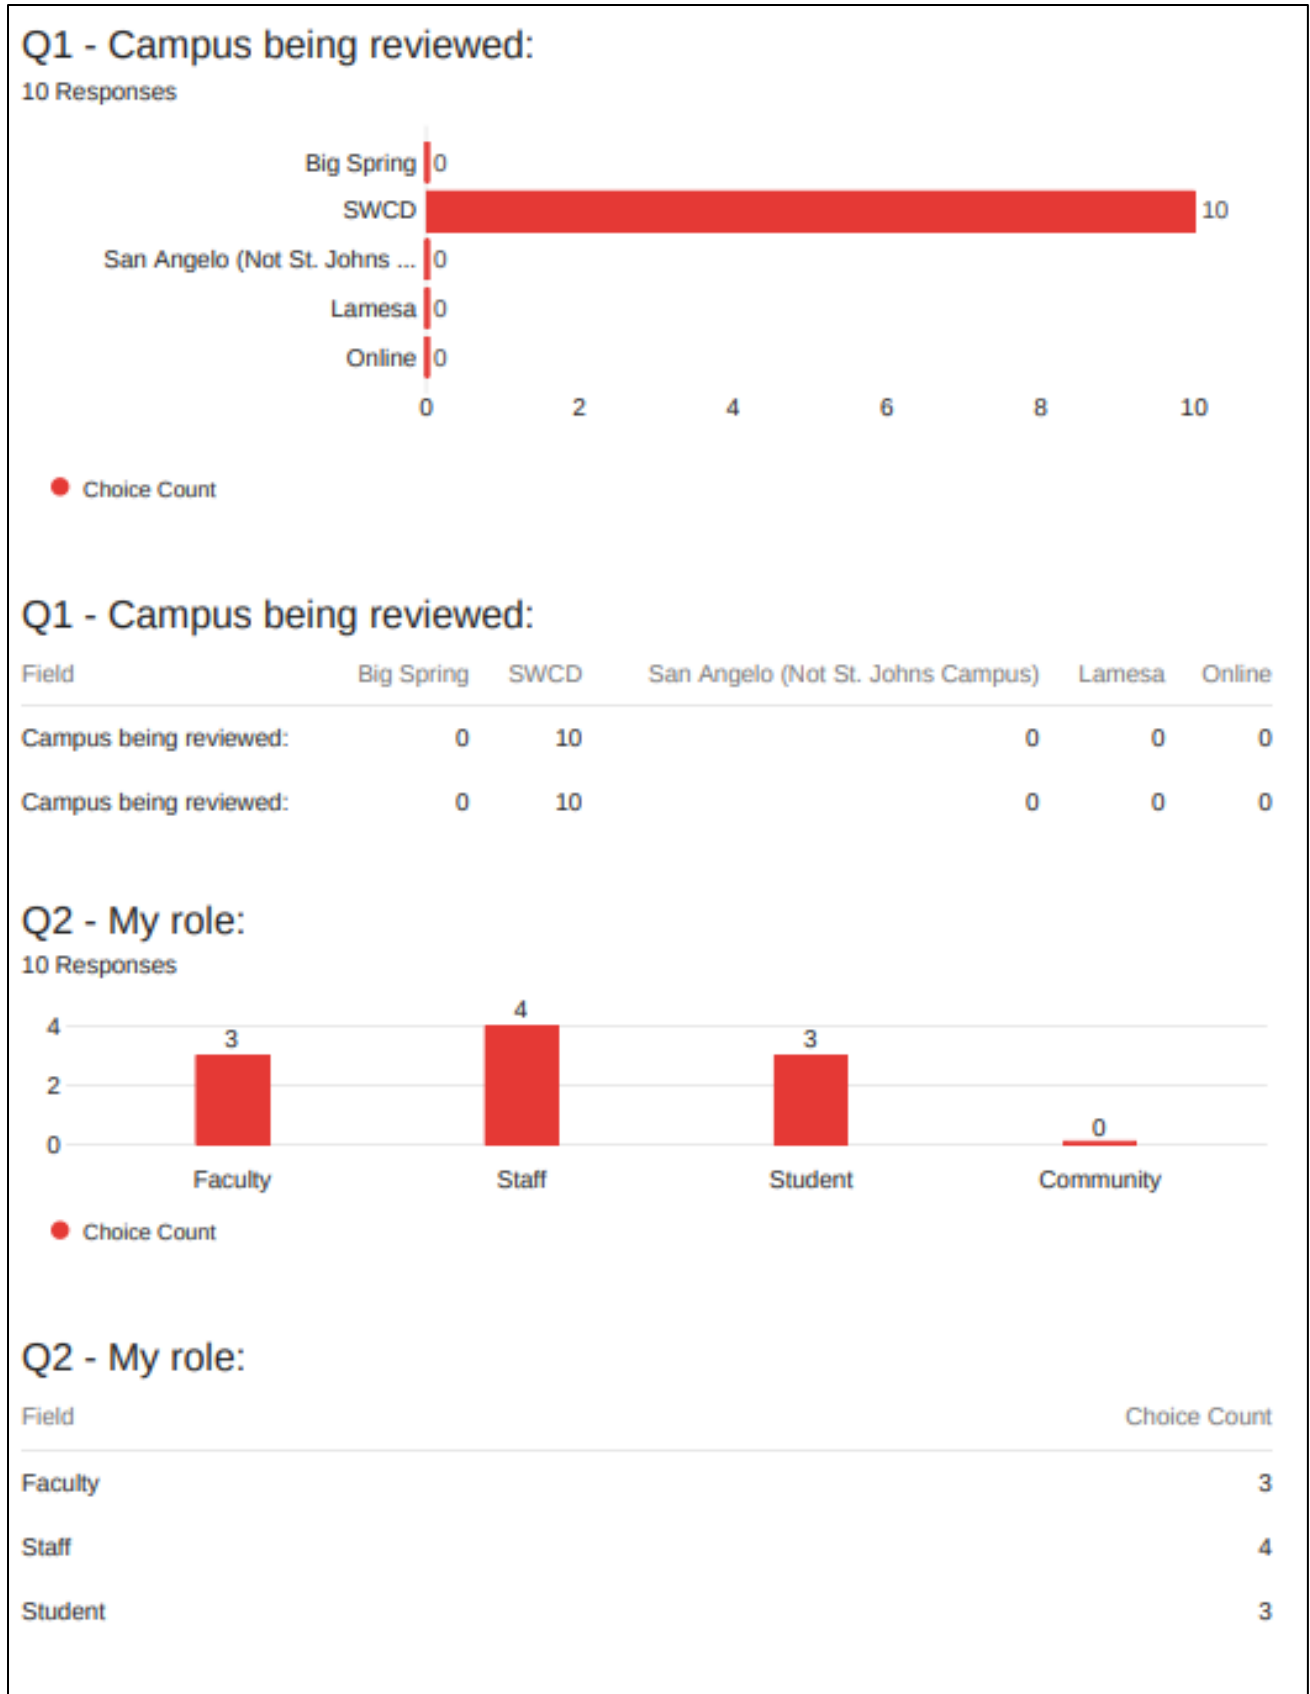 Q1 - Campus being reviewed:
10 Responses
Big Spring 0
SWCD 10
San Angelo (Not St. Johns ... 0
Lamesa 0
Online 0
0 2 4 6 8 10
Choice Count
Q1 - Campus being reviewed:
Field Big Spring SWCD San Angelo (Not St. Johns Campus) Lamesa Online
Campus being reviewed: 0 10 0 0 0
Campus being reviewed: 0 10 0 0 0
Q2 - My role:
10 Responses
4
2
0
3 4 3 0
Faculty Staff Student Community
Choice Count
Q2 - My role:
Field Choice Count
Faculty 3
Staff 4
Student 3